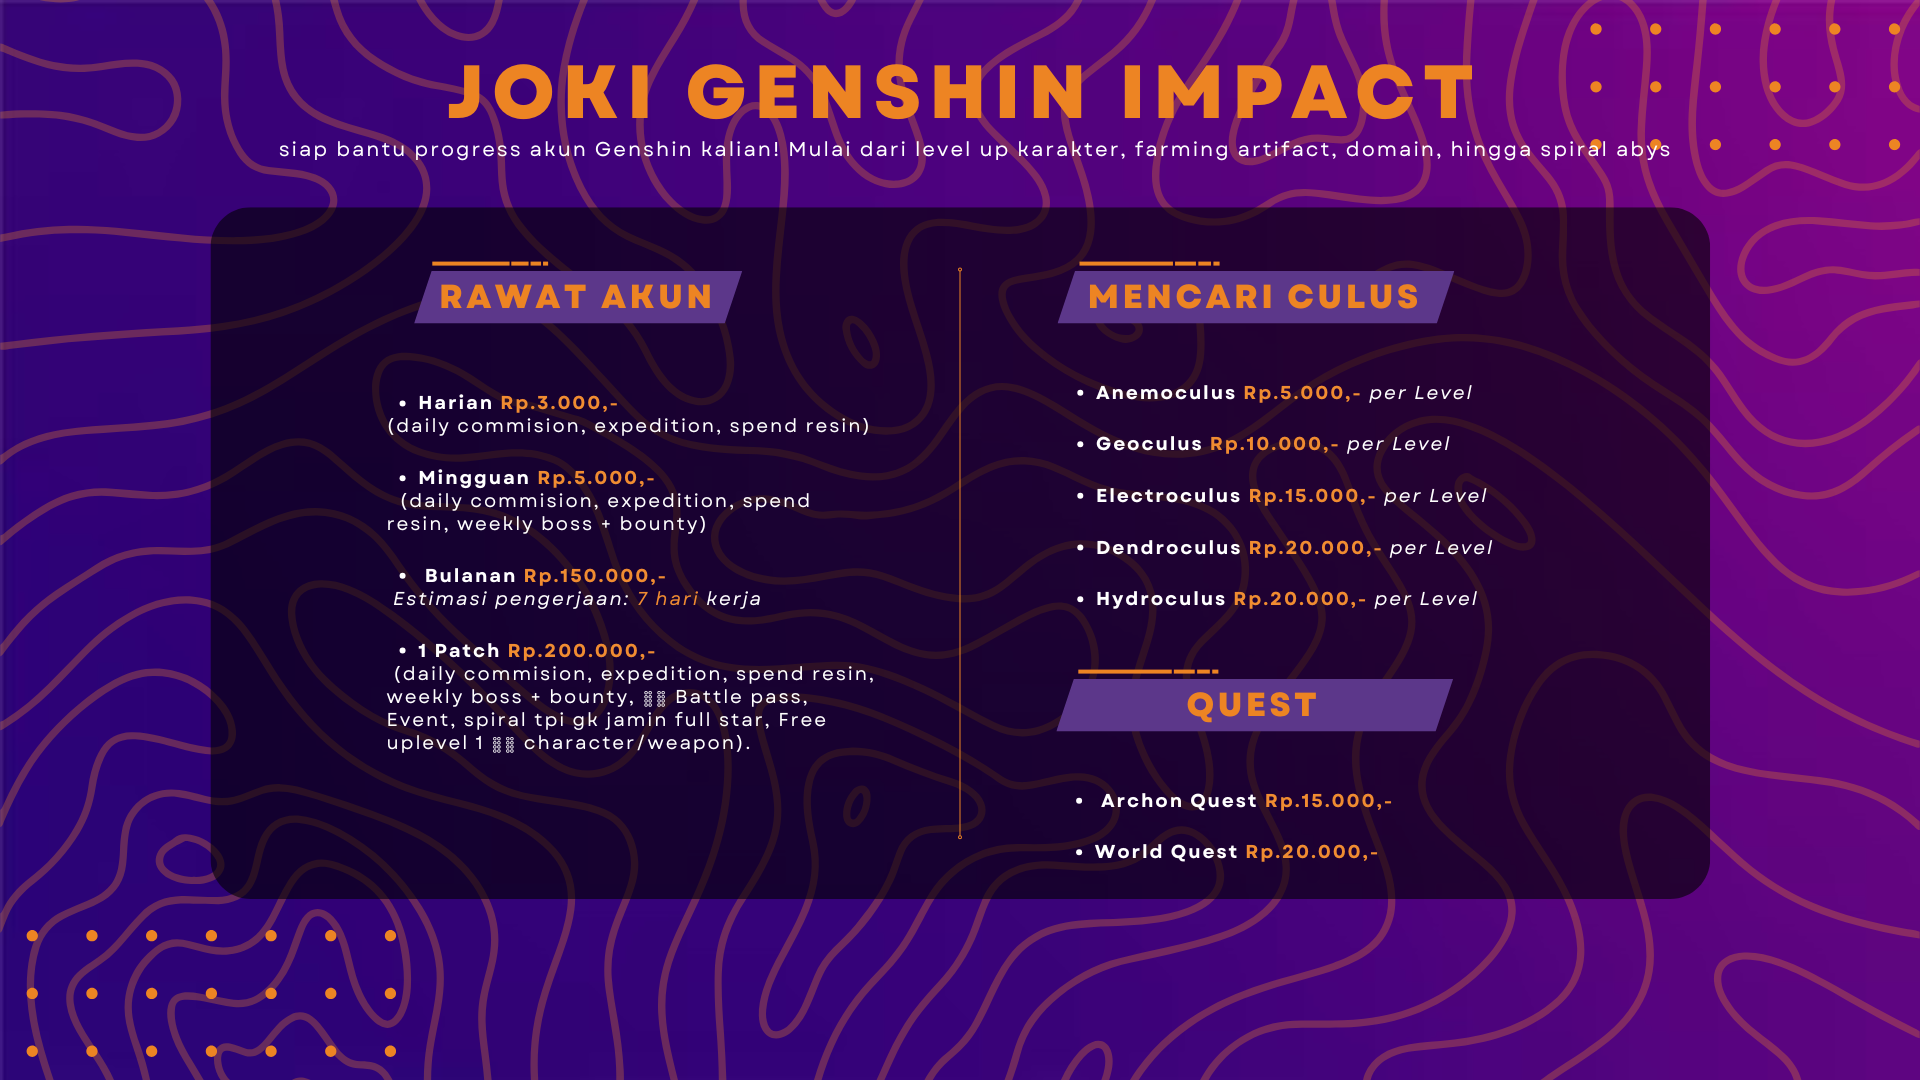 JOKI GENSHIN IMPACT
siap bantu progress akun Genshin kalian! Mulai dari level up karakter, farming artifact, domain, hingga spiral abys
RAWAT AKUN
• Harian Rp.3.000,-
(daily commision, expedition, spend resin)
• Mingguan Rp.5.000,-
(daily commision, expedition, spend
resin, weekly boss + bounty)
• Bulanan Rp.150.000,-
Estimasi pengerjaan: 7 hari kerja
• 1 Patch Rp.200.000,-
(daily commision, expedition, spend resin,
weekly boss + bounty, Battle pass,
Event, spiral tpi gk jamin full star, Free
uplevel 1 character/weapon).
MENCARI CULUS
• Anemoculus Rp.5.000,- per Level
• Geoculus Rp.10.000,- per Level
• Electroculus Rp.15.000,- per Level
• Dendroculus Rp.20.000,- per Level
• Hydroculus Rp.20.000,- per Level
QUEST
• Archon Quest Rp.15.000,-
• World Quest Rp.20.000,-